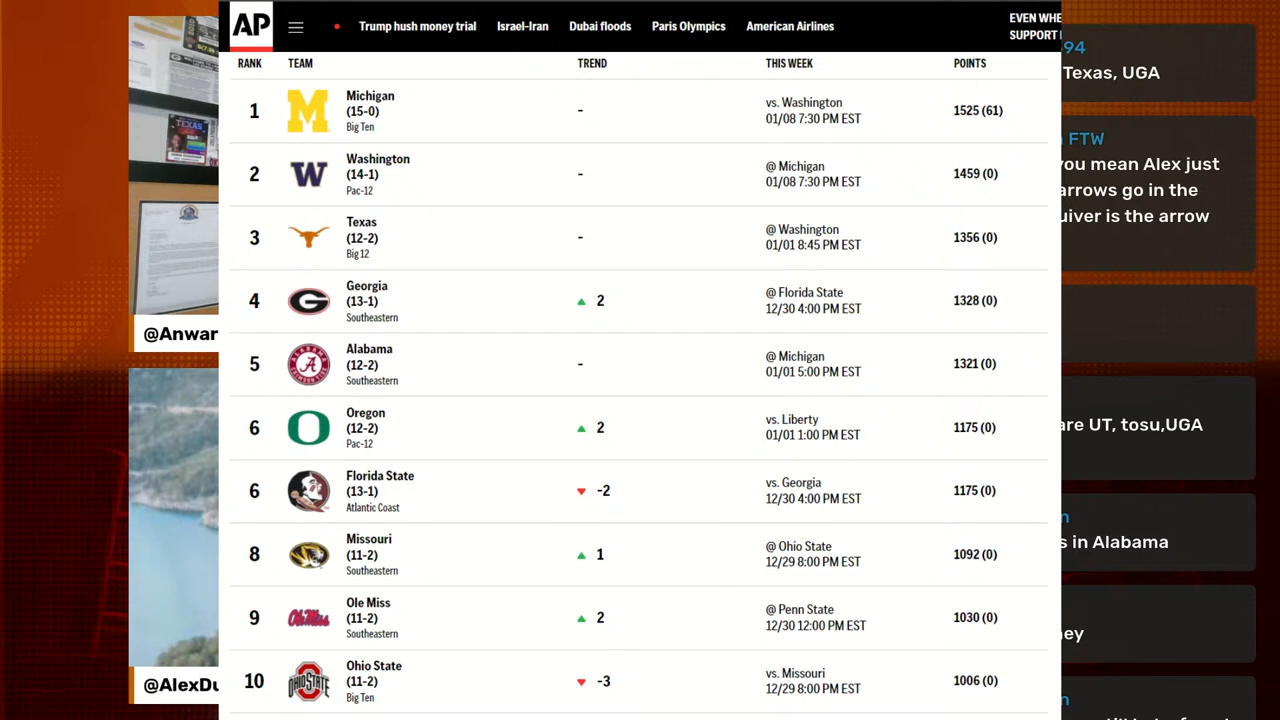 AP
Trump hush money trial
Israel-Iran
Dubai floods
Paris Olympics
American Airlines
EVEN WHE
SUPPORT
RANK TEAM TREND THIS WEEK POINTS
1 Michigan (15-0) Big Ten - vs. Washington 01/08 7:30 PM EST 1525 (61)
2 Washington (14-1) Pac-12 - @ Michigan 01/08 7:30 PM EST 1459 (0)
3 Texas (12-2) Big 12 - @ Washington 01/01 8:45 PM EST 1356 (0)
4 Georgia (13-1) Southeastern 2 @ Florida State 12/30 4:00 PM EST 1328 (0)
5 Alabama (12-2) Southeastern - @ Michigan 01/01 5:00 PM EST 1321 (0)
6 Oregon (12-2) Pac-12 2 vs. Liberty 01/01 1:00 PM EST 1175 (0)
6 Florida State (13-1) Atlantic Coast -2 vs. Georgia 12/30 4:00 PM EST 1175 (0)
8 Missouri (11-2) Southeastern 1 @ Ohio State 12/29 8:00 PM EST 1092 (0)
9 Ole Miss (11-2) Southeastern 2 @ Penn State 12/30 12:00 PM EST 1030 (0)
10 Ohio State (11-2) Big Ten -3 vs. Missouri 12/29 8:00 PM EST 1006 (0)
TEXAS
@Anwar
@AlexDu
94
Texas, UGA
FTW
you mean Alex just
arrows go in the
uiver is the arrow
are UT, tosu,UGA
n
s in Alabama
ney
n